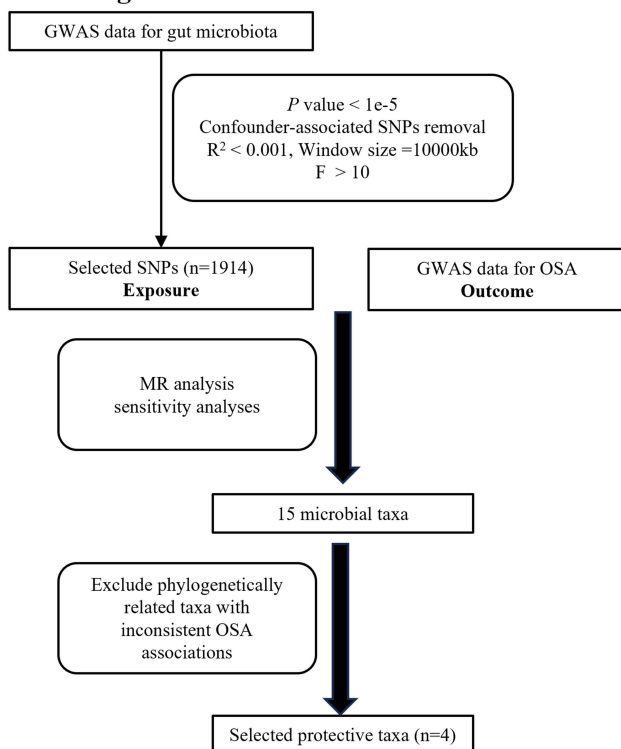 GWAS data for gut microbiota
P value < 1e-5
Confounder-associated SNPs removal
R² < 0.001, Window size =10000kb
F > 10
Selected SNPs (n=1914)
Exposure
GWAS data for OSA
Outcome
MR analysis
sensitivity analyses
15 microbial taxa
Exclude phylogenetically
related taxa with
inconsistent OSA
associations
Selected protective taxa (n=4)